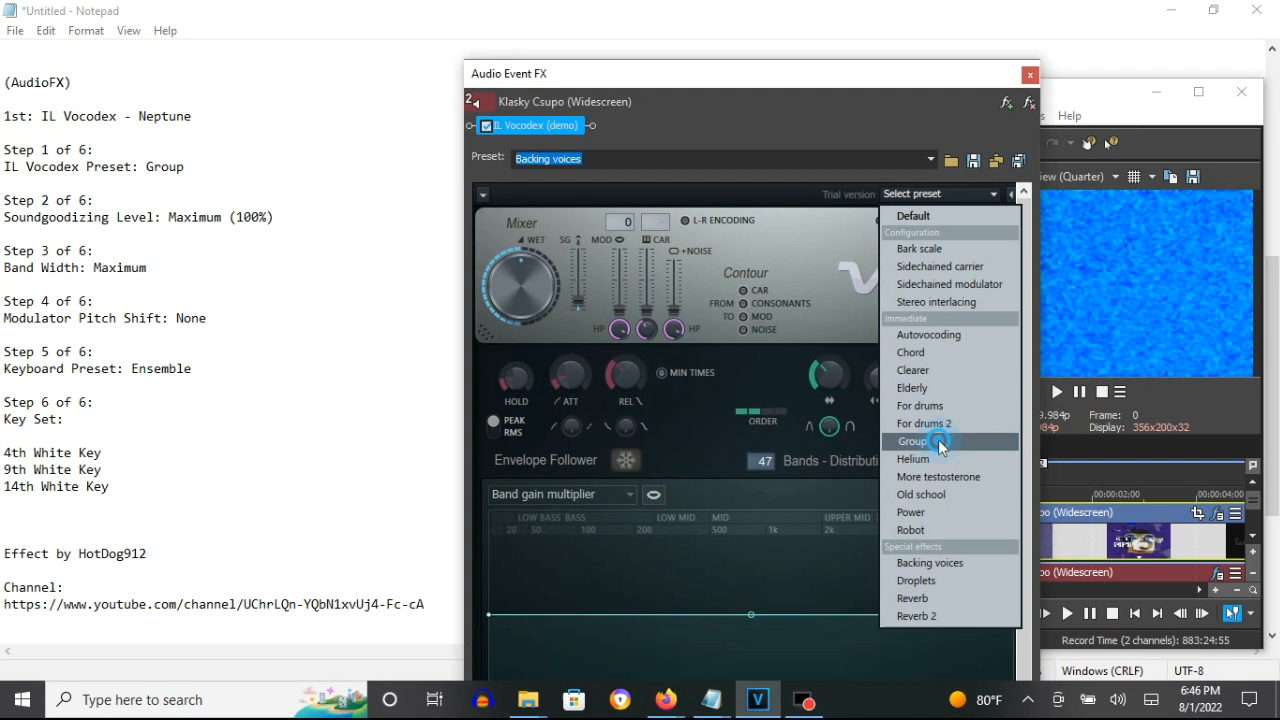 *Untitled - Notepad
File Edit Format View Help
(AudioFX)
1st: IL Vocodex - Neptune
Step 1 of 6:
IL Vocodex Preset: Group
Step 2 of 6:
Soundgoodizing Level: Maximum (100%)
Step 3 of 6:
Band Width: Maximum
Step 4 of 6:
Modulator Pitch Shift: None
Step 5 of 6:
Keyboard Preset: Ensemble
Step 6 of 6:
Key Set:
4th White Key
9th White Key
14th White Key
Effect by HotDog912
Channel:
https://www.youtube.com/channel/UChrLQn-YQbN1xvUj4-Fc-cA
Audio Event FX
x
2
Klasky Csupo (Widescreen)
IL Vocodex (demo)
Preset: Backing voices
Trial version Select preset
Mixer 0 L-R ENCODING
WET SG MOD CAR
+NOISE
Contour
CAR
FROM CONSONANTS
TO MOD
NOISE
HP HP
V
HOLD ATT REL MIN TIMES
ORDER
PEAK
RMS
Envelope Follower
47 Bands - Distributi
Band gain multiplier
LOW BASS BASS LOW MID MID UPPER MID
20 50 100 200 500 1k 2k
Default
Configuration
Bark scale
Sidechained carrier
Sidechained modulator
Stereo interlacing
Immediate
Autovocoding
Chord
Clearer
Elderly
For drums
For drums 2
Group
Helium
More testosterone
Old school
Power
Robot
Special effects
Backing voices
Droplets
Reverb
Reverb 2
s Help
iew (Quarter)
9.984p Frame: 0
984p Display: 356x200x32
00:00:02;00 00:00:04;00
po (Widescreen)
po (Widescreen)
Record Time (2 channels): 883:24:55
Windows (CRLF) UTF-8
Type here to search
V
80°F
6:46 PM
8/1/2022